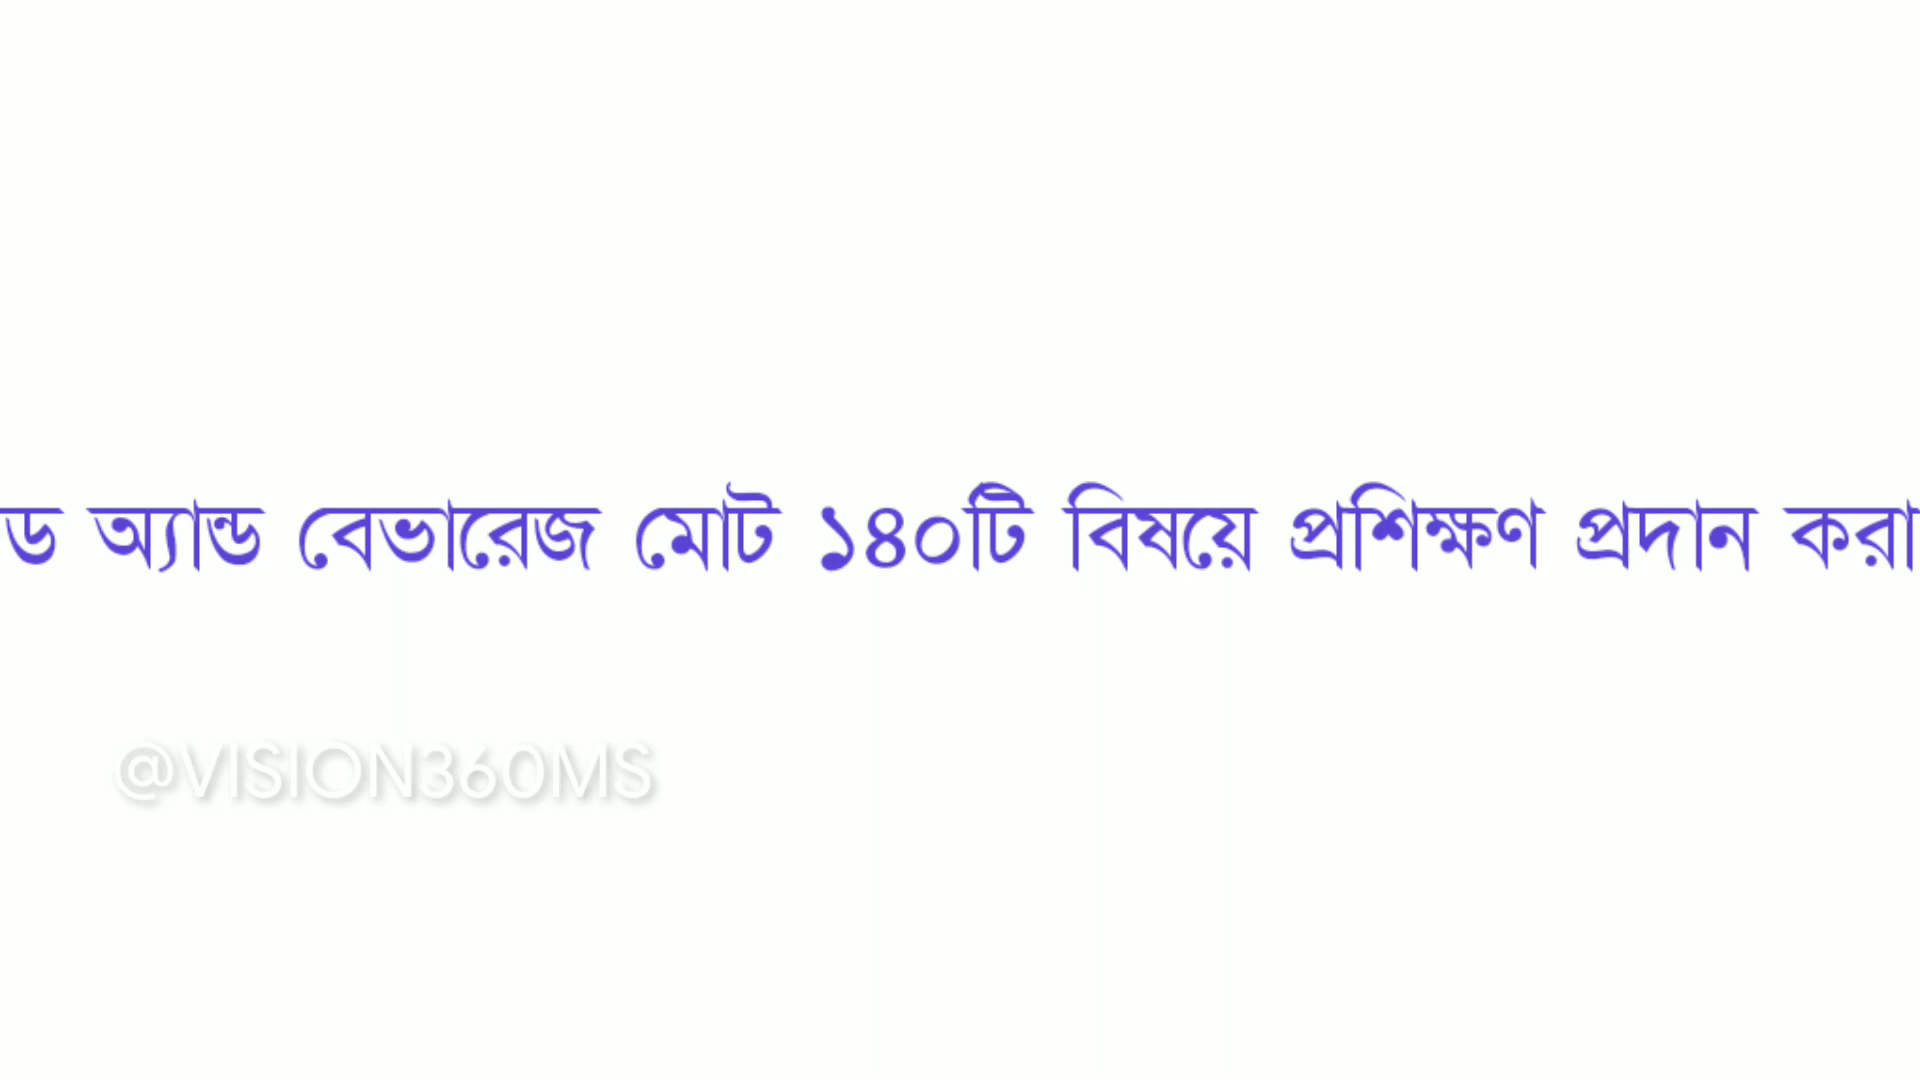 ড অ্যান্ড বেভারেজ মোট ১৪০টি বিষয়ে প্রশিক্ষণ প্রদান করা
@VISION360MS